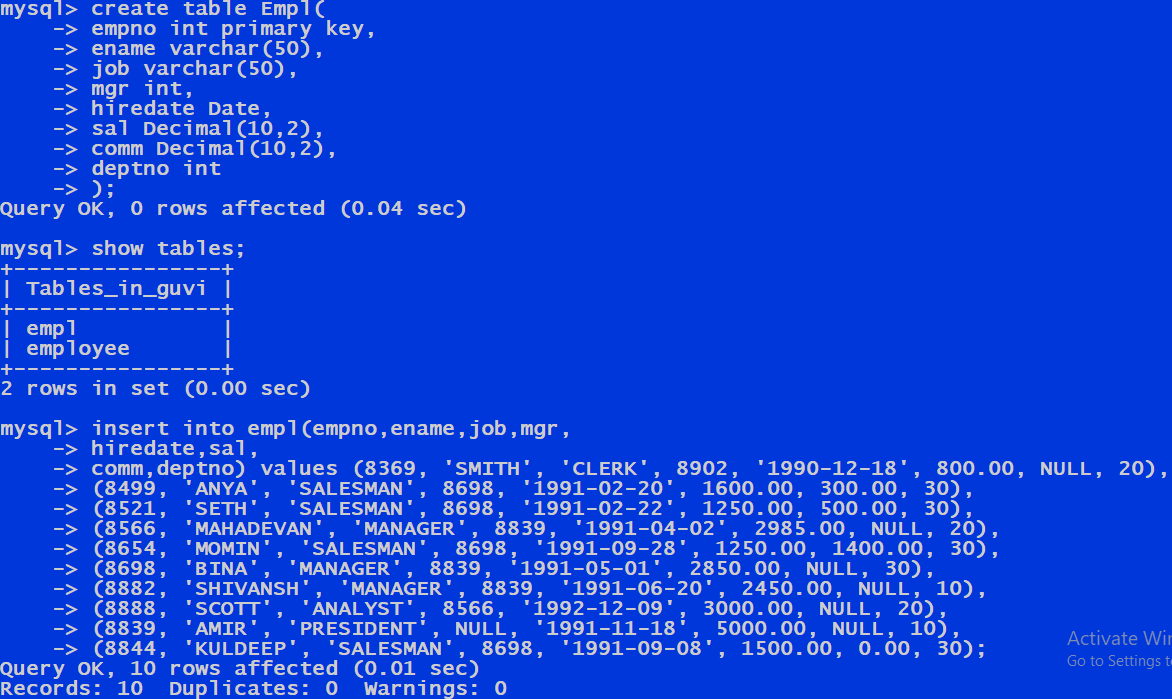 mysql> create table Empl(
    -> empno int primary key,
    -> ename varchar(50),
    -> job varchar(50),
    -> mgr int,
    -> hiredate Date,
    -> sal Decimal(10,2),
    -> comm Decimal(10,2),
    -> deptno int
    -> );
Query OK, 0 rows affected (0.04 sec)

mysql> show tables;
+----------------+
| Tables_in_guvi |
+----------------+
| empl           |
| employee       |
+----------------+
2 rows in set (0.00 sec)

mysql> insert into empl(empno,ename,job,mgr,
    -> hiredate,sal,
    -> comm,deptno) values (8369, 'SMITH', 'CLERK', 8902, '1990-12-18', 800.00, NULL, 20),
    -> (8499, 'ANYA', 'SALESMAN', 8698, '1991-02-20', 1600.00, 300.00, 30),
    -> (8521, 'SETH', 'SALESMAN', 8698, '1991-02-22', 1250.00, 500.00, 30),
    -> (8566, 'MAHADEVAN', 'MANAGER', 8839, '1991-04-02', 2985.00, NULL, 20),
    -> (8654, 'MOMIN', 'SALESMAN', 8698, '1991-09-28', 1250.00, 1400.00, 30),
    -> (8698, 'BINA', 'MANAGER', 8839, '1991-05-01', 2850.00, NULL, 30),
    -> (8882, 'SHIVANSH', 'MANAGER', 8839, '1991-06-20', 2450.00, NULL, 10),
    -> (8888, 'SCOTT', 'ANALYST', 8566, '1992-12-09', 3000.00, NULL, 20),
    -> (8839, 'AMIR', 'PRESIDENT', NULL, '1991-11-18', 5000.00, NULL, 10),
    -> (8844, 'KULDEEP', 'SALESMAN', 8698, '1991-09-08', 1500.00, 0.00, 30);
Query OK, 10 rows affected (0.01 sec)
Records: 10  Duplicates: 0  Warnings: 0
Activate Wi
Go to Settings t